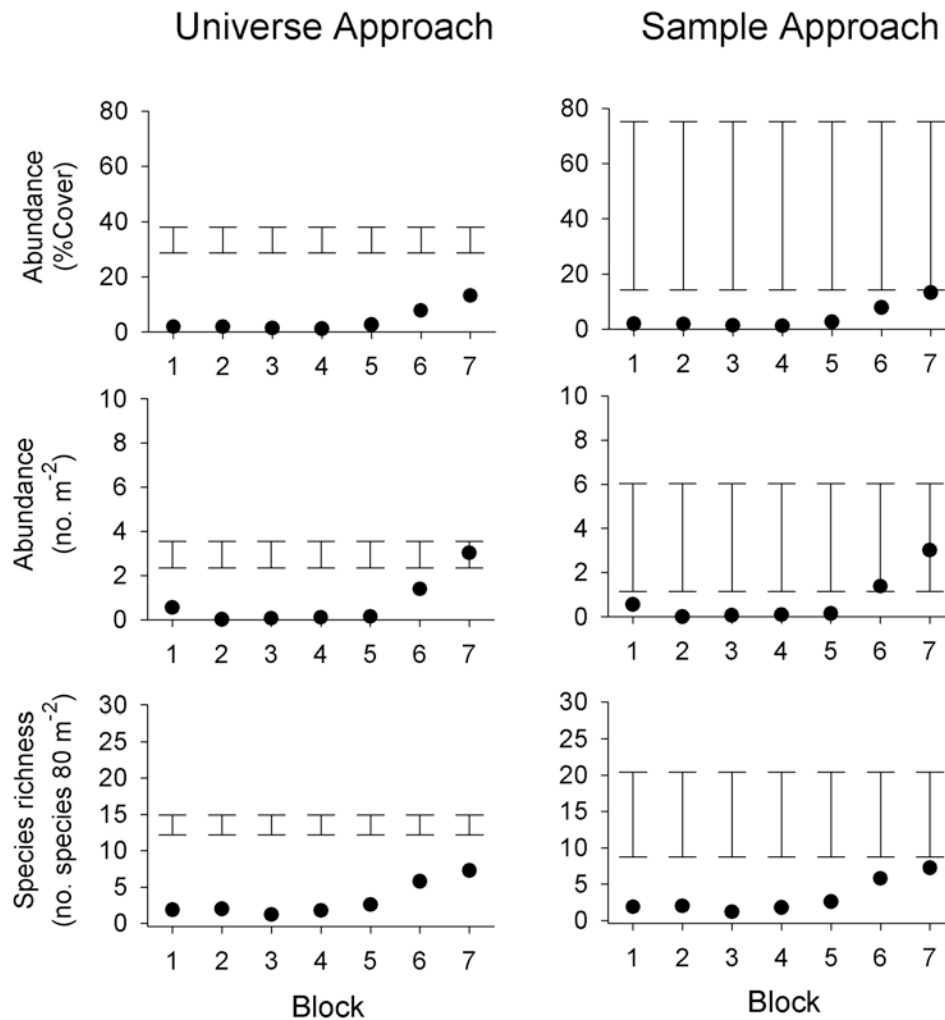 Universe Approach
Sample Approach
Abundance
(%Cover)
80
60
40
20
0
1 2 3 4 5 6 7
80
60
40
20
0
1 2 3 4 5 6 7
Abundance
(no. m⁻²)
10
8
6
4
2
0
1 2 3 4 5 6 7
10
8
6
4
2
0
1 2 3 4 5 6 7
Species richness
(no. species 80 m⁻²)
30
25
20
15
10
5
0
1 2 3 4 5 6 7
Block
30
25
20
15
10
5
0
1 2 3 4 5 6 7
Block